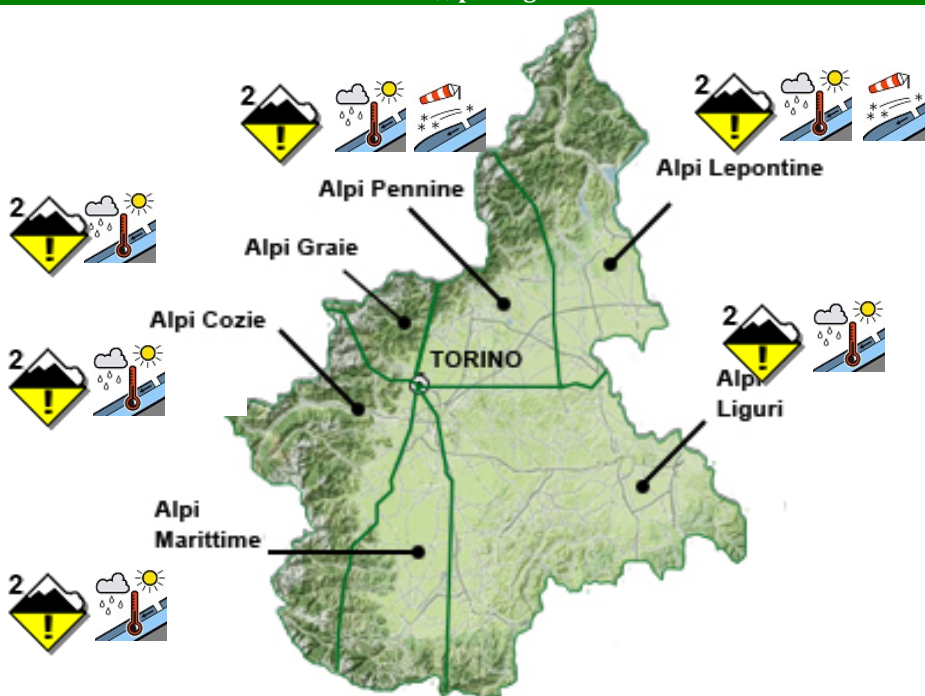 2
2
Alpi Lepontine
Alpi Pennine
2
Alpi Graie
2
Alpi Cozie
TORINO
2
Alpi
Liguri
Alpi
Marittime
2